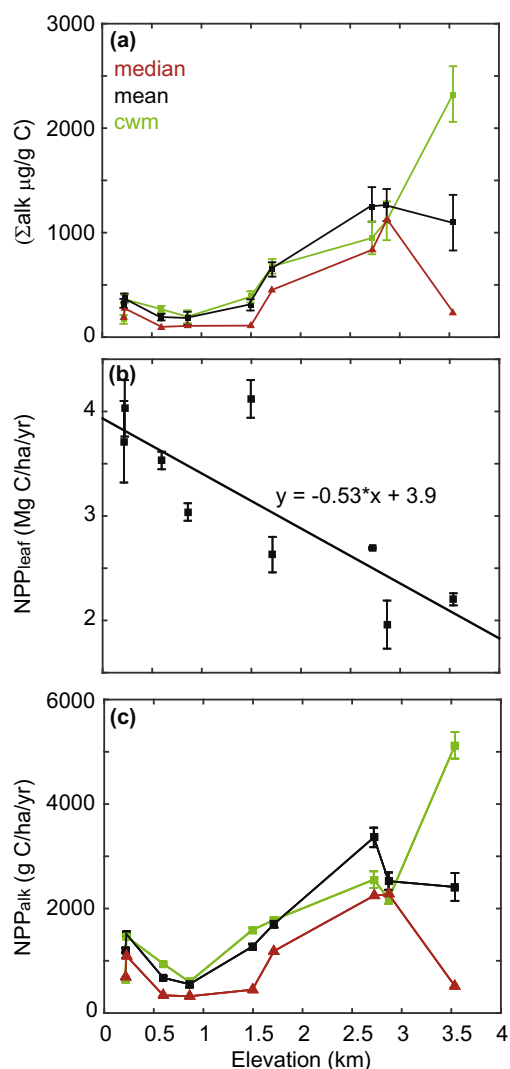 (a)
median
mean
cwm
3000
2000
1000
0
(Σalk µg/g C)
(b)
4
3
2
NPPleaf (Mg C/ha/yr)
y = -0.53*x + 3.9
(c)
6000
4000
2000
0
NPPalk (g C/ha/yr)
0 0.5 1 1.5 2 2.5 3 3.5 4
Elevation (km)